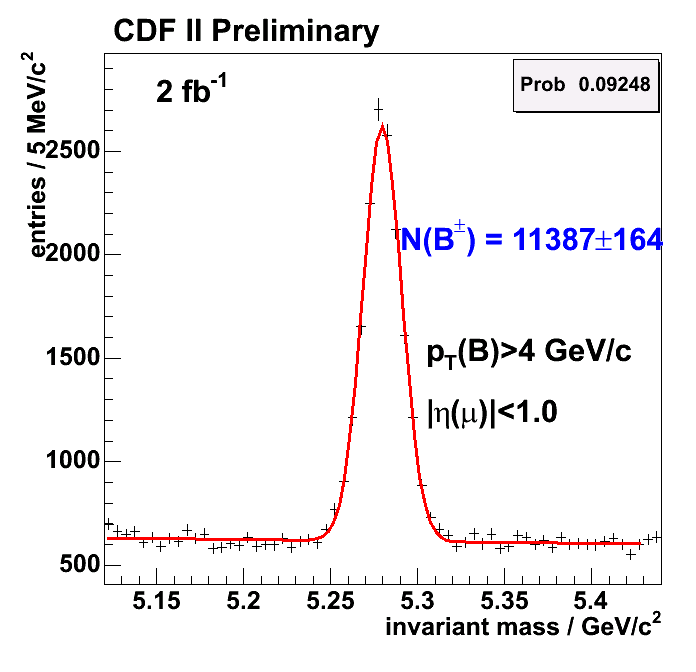 CDF II Preliminary
entries / 5 MeV/c²
2 fb⁻¹
Prob 0.09248
N(B±) = 11387±164
p_T(B)>4 GeV/c
|η(μ)|<1.0
2500
2000
1500
1000
500
5.15 5.2 5.25 5.3 5.35 5.4
invariant mass / GeV/c²